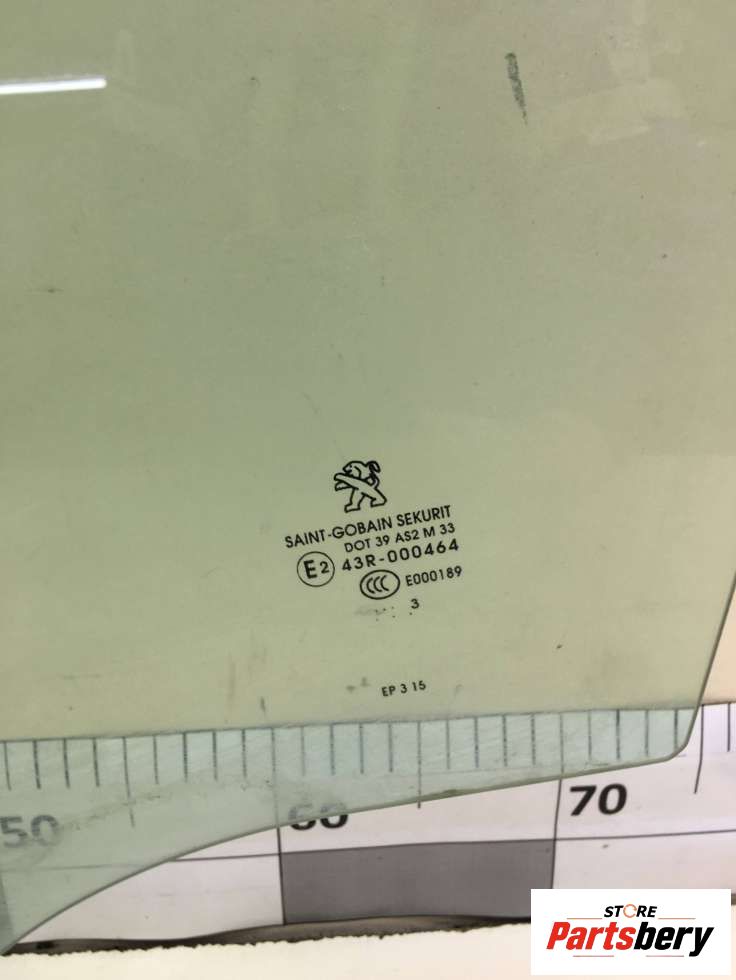 SAINT-GOBAIN SEKURIT
DOT 39 AS2 M 33
E2 43R-000464
CCC E000189
3
EP 3 15
50 60 70
STORE
Partsbery